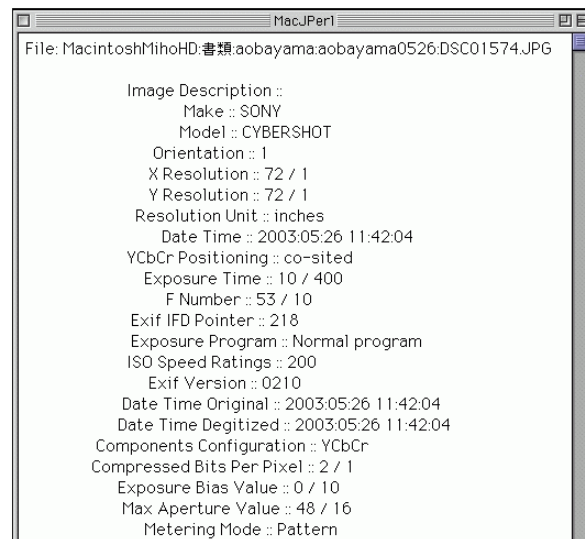 MacJPerl
File: MacintoshMihoHD:書類:aobayama:aobayama0526:DSC01574.JPG
Image Description ::
Make :: SONY
Model :: CYBERSHOT
Orientation :: 1
X Resolution :: 72 / 1
Y Resolution :: 72 / 1
Resolution Unit :: inches
Date Time :: 2003:05:26 11:42:04
YCbCr Positioning :: co-sited
Exposure Time :: 10 / 400
F Number :: 53 / 10
Exif IFD Pointer :: 218
Exposure Program :: Normal program
ISO Speed Ratings :: 200
Exif Version :: 0210
Date Time Original :: 2003:05:26 11:42:04
Date Time Degitized :: 2003:05:26 11:42:04
Components Configuration :: YCbCr
Compressed Bits Per Pixel :: 2 / 1
Exposure Bias Value :: 0 / 10
Max Aperture Value :: 48 / 16
Metering Mode :: Pattern